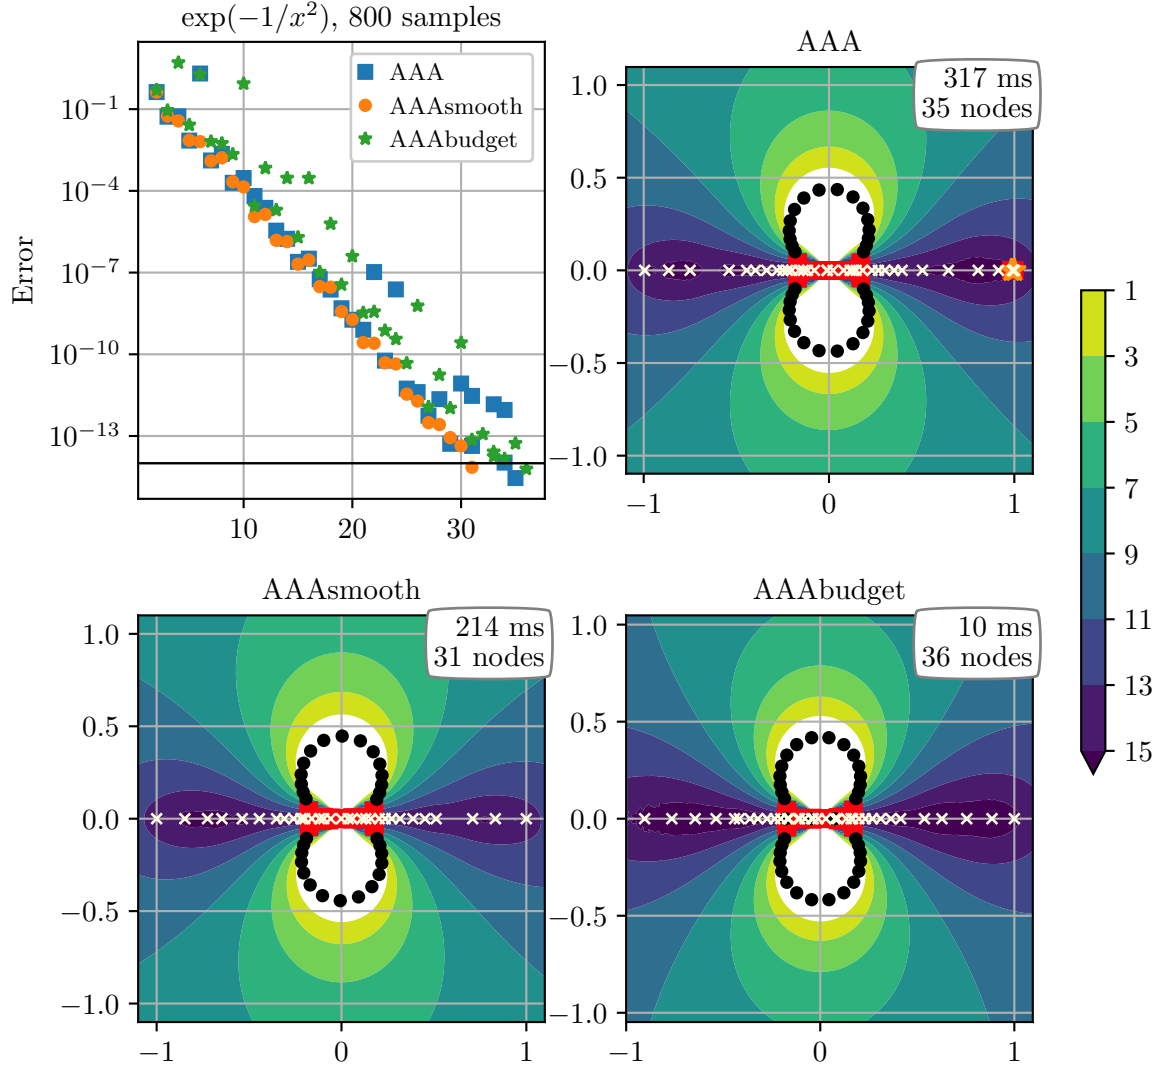 exp(−1/x²), 800 samples
Error
10⁻¹
10⁻⁴
10⁻⁷
10⁻¹⁰
10⁻¹³
10
20
30
AAA
AAAsmooth
AAAbudget
AAA
317 ms
35 nodes
1.0
0.5
0.0
−0.5
−1.0
−1
0
1
1
3
5
7
9
11
13
15
AAAsmooth
214 ms
31 nodes
1.0
0.5
0.0
−0.5
−1.0
−1
0
1
AAAbudget
10 ms
36 nodes
1.0
0.5
0.0
−0.5
−1.0
−1
0
1